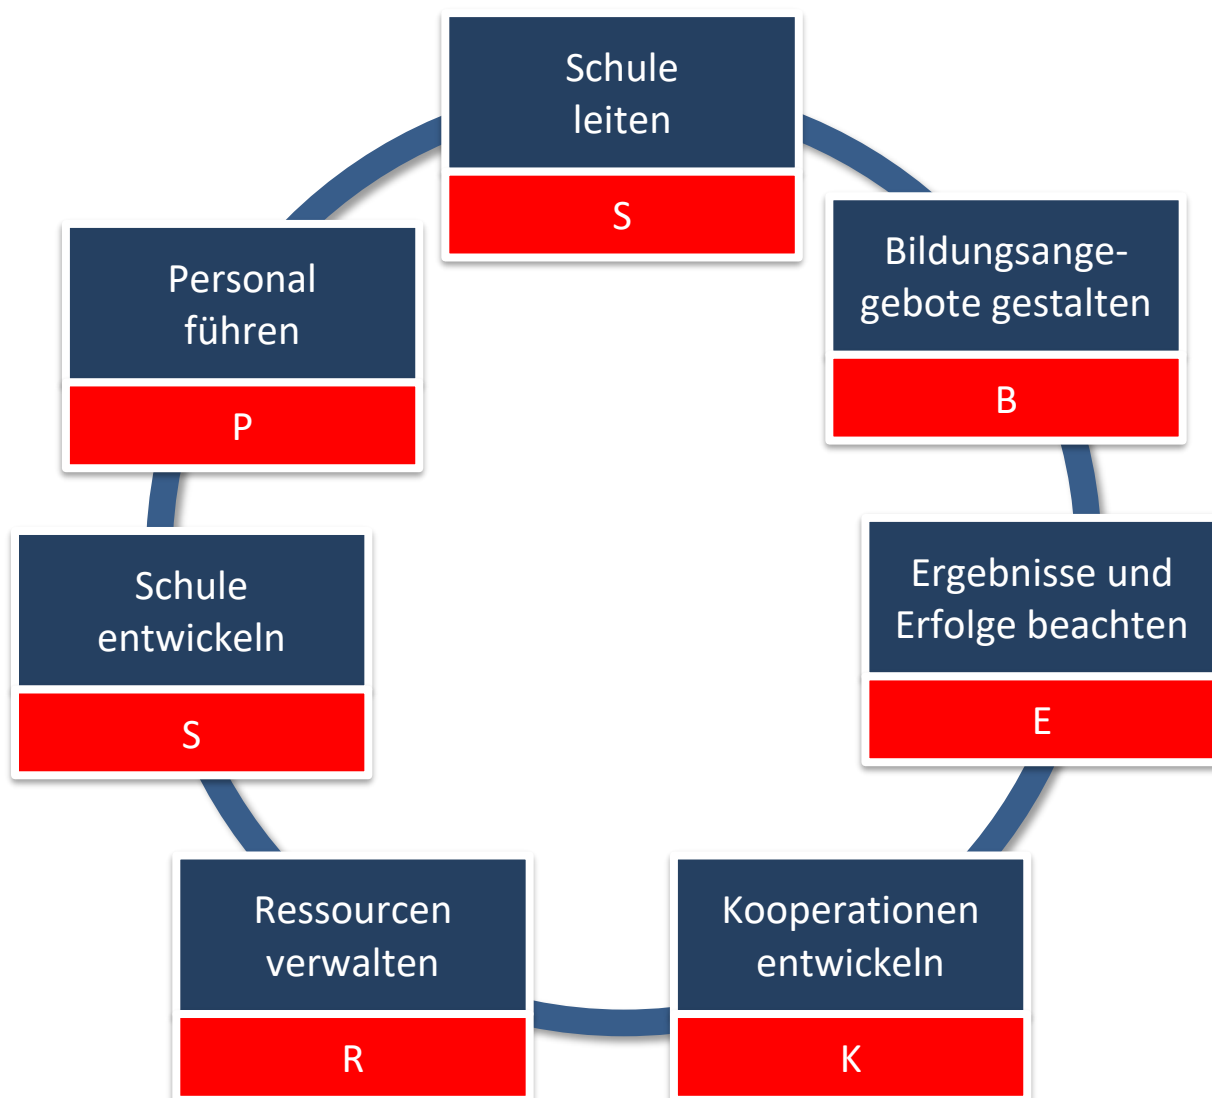 Schule
leiten
S
Bildungsange-
gebote gestalten
B
Ergebnisse und
Erfolge beachten
E
Kooperationen
entwickeln
K
Ressourcen
verwalten
R
Schule
entwickeln
S
Personal
führen
P